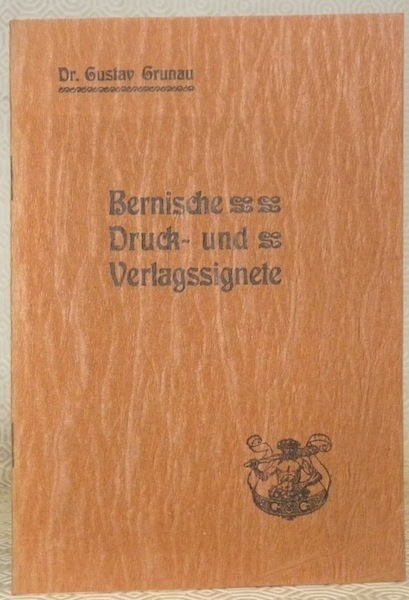 Dr. Gustav Grunau
Bernische
Druck- und
Verlagssignete